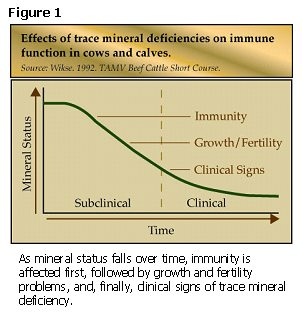 Figure 1
Effects of trace mineral deficiencies on immune
function in cows and calves.
Source: Wikse. 1992. TAMV Beef Cattle Short Course.
Mineral Status
Immunity
Growth/Fertility
Clinical Signs
Subclinical
Clinical
Time
As mineral status falls over time, immunity is
affected first, followed by growth and fertility
problems, and, finally, clinical signs of trace mineral
deficiency.